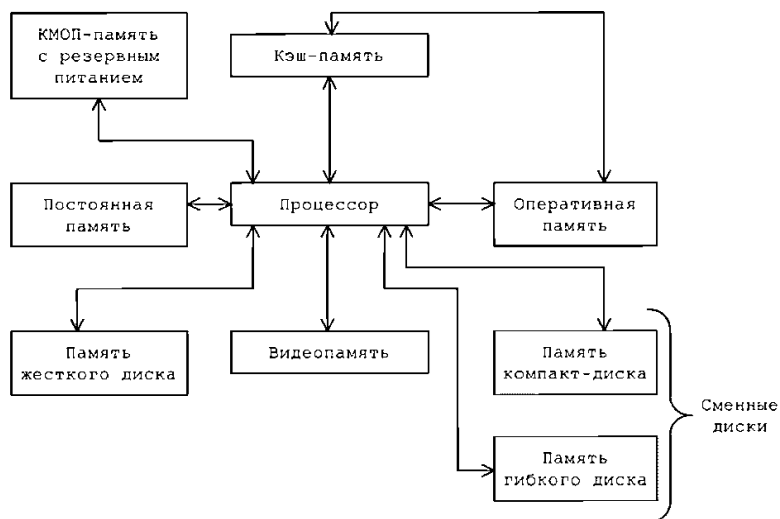 КМОП-память
с резервным
питанием
Кэш-память
Постоянная
память
Процессор
Оперативная
память
Память
жесткого диска
Видеопамять
Память
компакт-диска
Сменные
диски
Память
гибкого диска